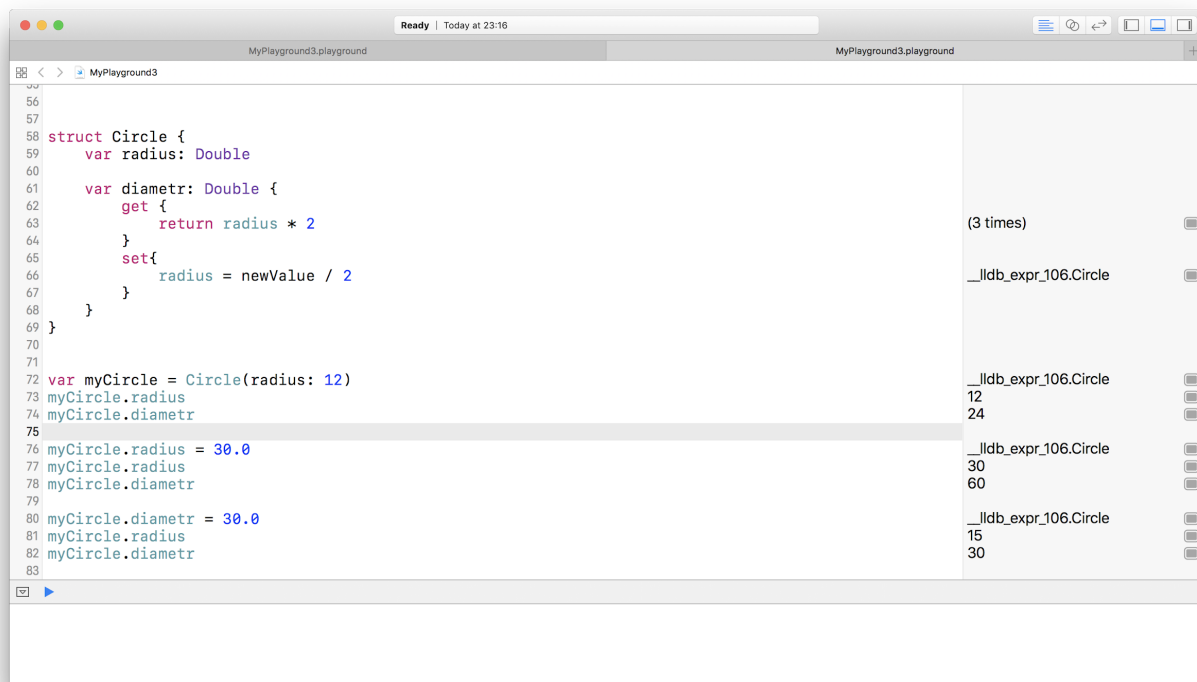 Ready | Today at 23:16
MyPlayground3.playground
MyPlayground3.playground
MyPlayground3
55
56
57
58 struct Circle {
59     var radius: Double
60
61     var diametr: Double {
62         get {
63             return radius * 2 (3 times)
64         }
65         set{
66             radius = newValue / 2 __lldb_expr_106.Circle
67         }
68     }
69 }
70
71
72 var myCircle = Circle(radius: 12) __lldb_expr_106.Circle
73 myCircle.radius 12
74 myCircle.diametr 24
75
76 myCircle.radius = 30.0 __lldb_expr_106.Circle
77 myCircle.radius 30
78 myCircle.diametr 60
79
80 myCircle.diametr = 30.0 __lldb_expr_106.Circle
81 myCircle.radius 15
82 myCircle.diametr 30
83